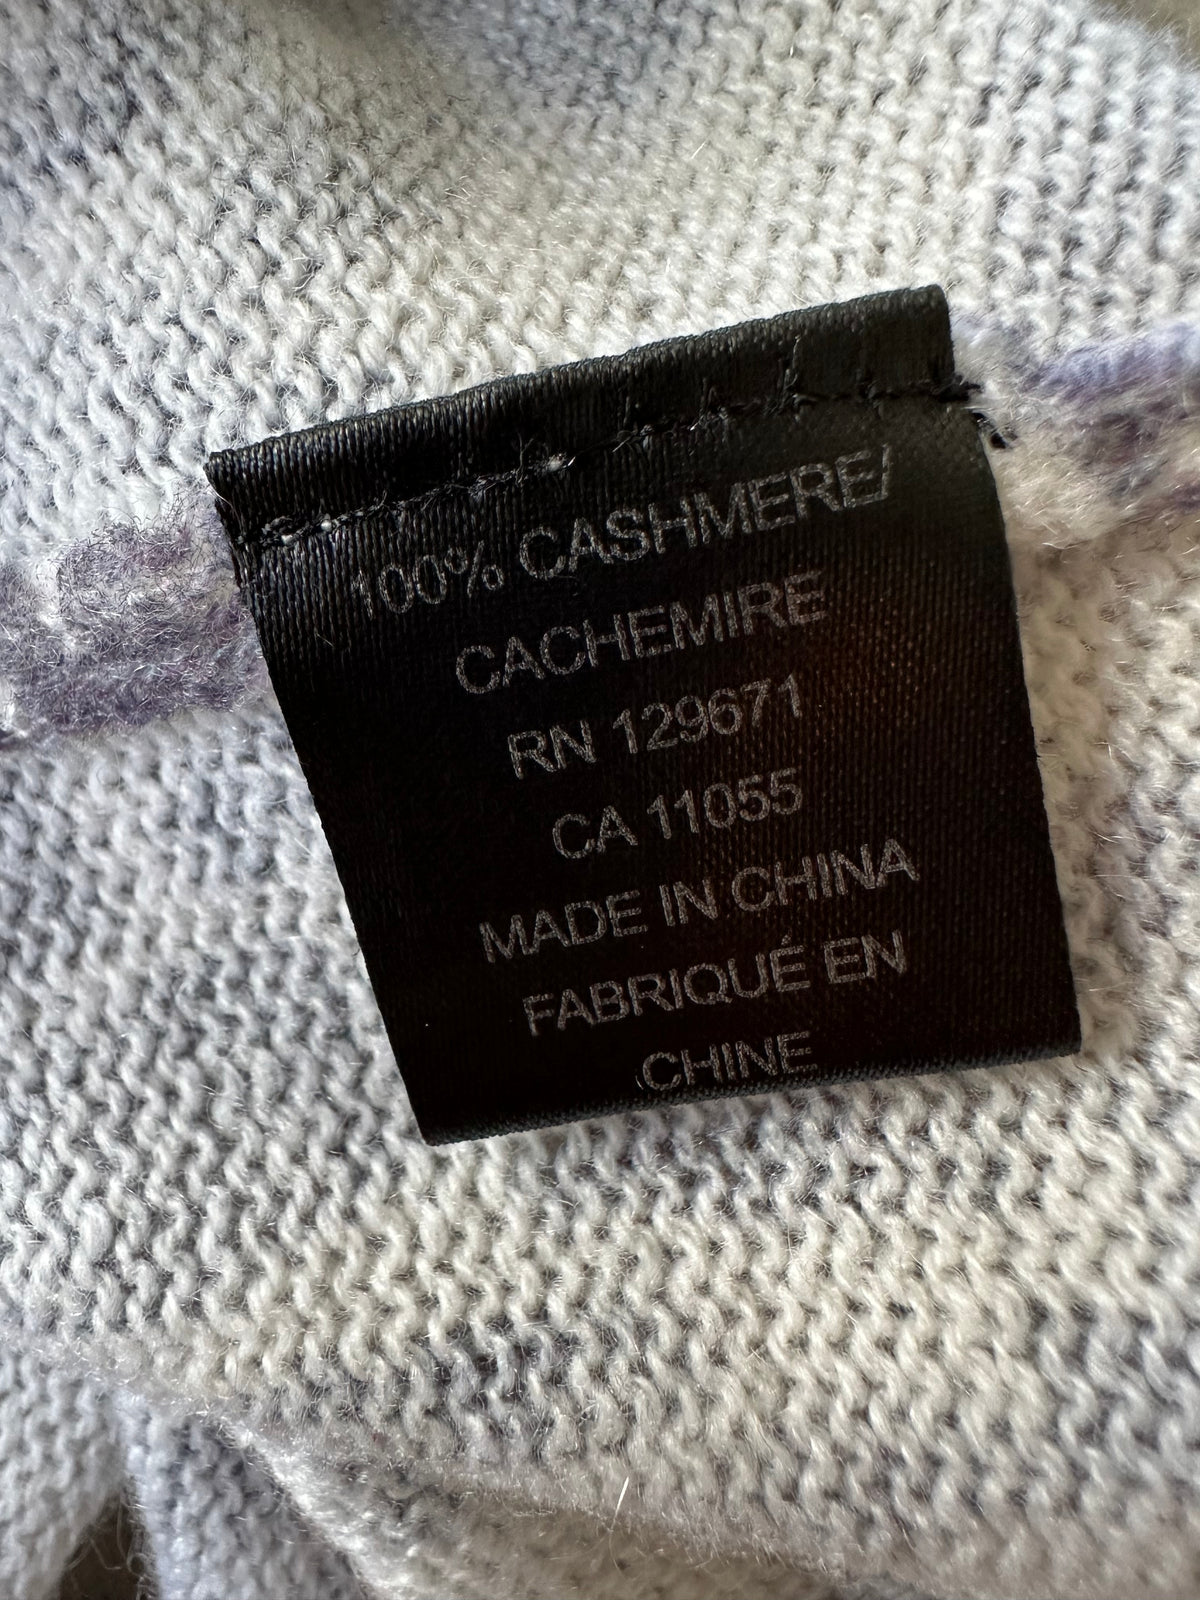 100% CASHMERE/
CACHEMIRE
RN 129671
CA 11055
MADE IN CHINA
FABRIQUÉ EN
CHINE